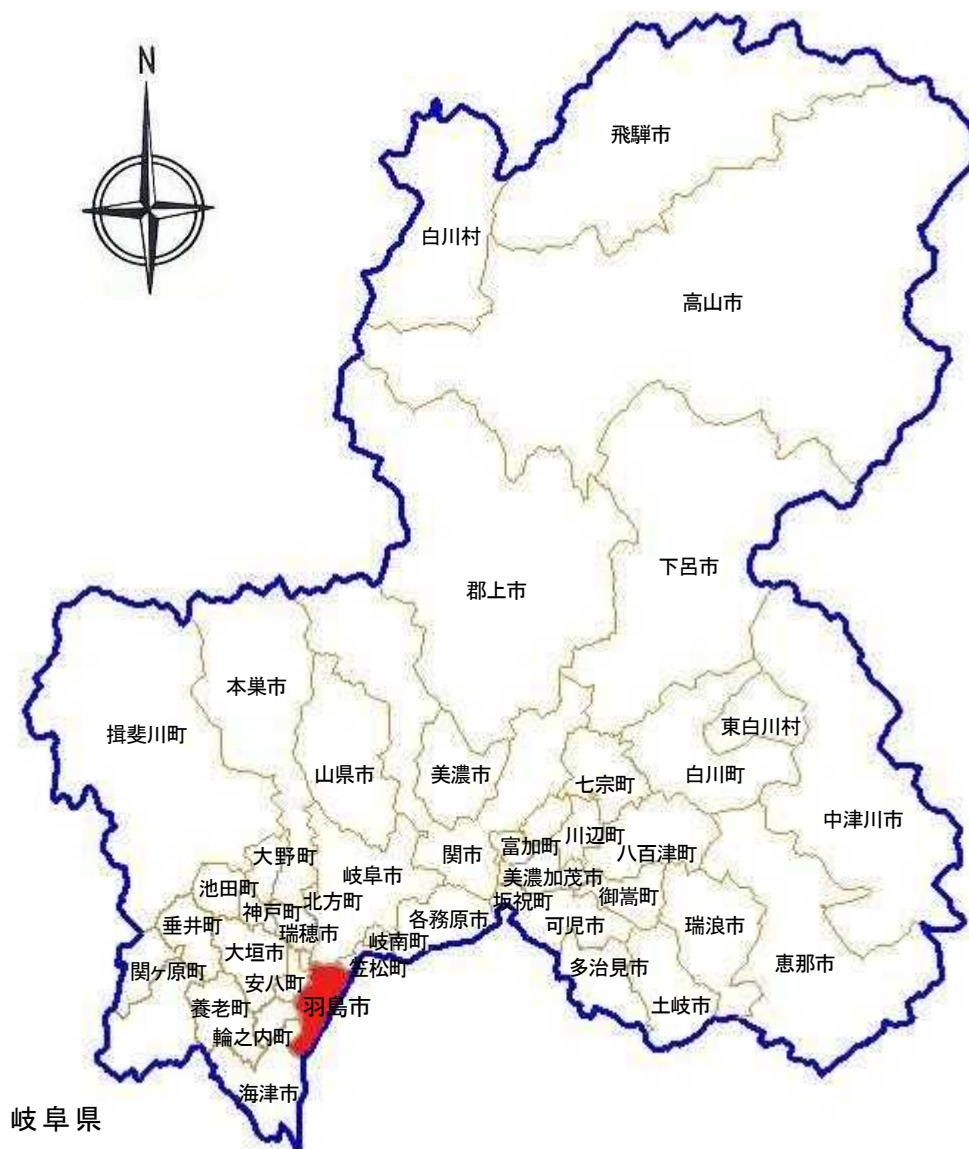 N
飛騨市
白川村
高山市
下呂市
郡上市
本巣市
東白川村
揖斐川町
山県市
美濃市
白川町
七宗町
中津川市
川辺町
富加町
大野町
関市
八百津町
岐阜市
美濃加茂市
池田町
御嵩町
坂祝町
北方町
神戸町
各務原市
可児市
瑞浪市
垂井町
瑞穂市
岐南町
大垣市
恵那市
関ヶ原町
笠松町
多治見市
安八町
養老町
羽島市
土岐市
輪之内町
海津市
岐阜県